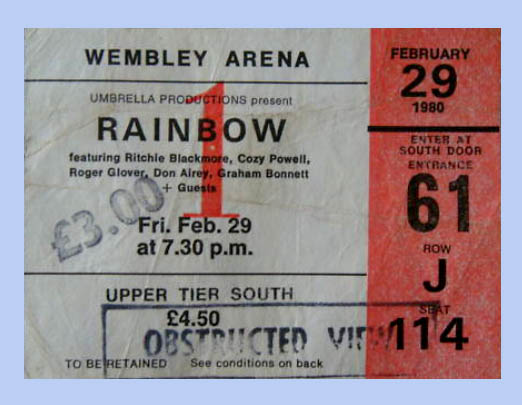 WEMBLEY ARENA
UMBRELLA PRODUCTIONS present
1
RAINBOW
featuring Ritchie Blackmore, Cozy Powell,
Roger Glover, Don Airey, Graham Bonnett
+ Guests
£3.00
Fri. Feb. 29
at 7.30 p.m.
UPPER TIER SOUTH
£4.50
OBSTRUCTED VIEW
TO BE RETAINED See conditions on back
FEBRUARY
29
1980
ENTER AT
SOUTH DOOR
ENTRANCE
61
ROW
J
SEAT
114